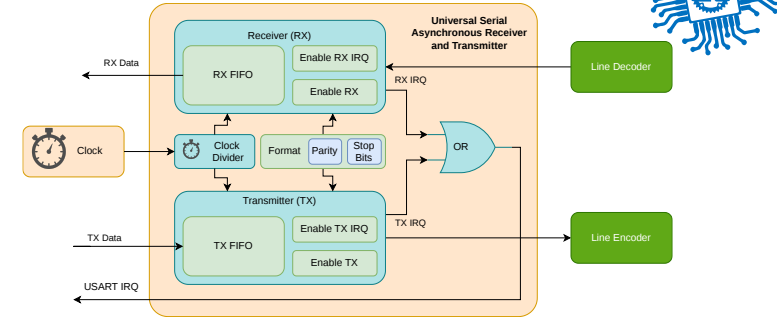 Universal Serial
Asynchronous Receiver
and Transmitter
Receiver (RX)
RX FIFO
Enable RX IRQ
Enable RX
RX Data
RX IRQ
Line Decoder
Clock
Clock
Divider
Format
Parity
Stop
Bits
OR
Transmitter (TX)
TX FIFO
Enable TX IRQ
Enable TX
TX Data
TX IRQ
Line Encoder
USART IRQ